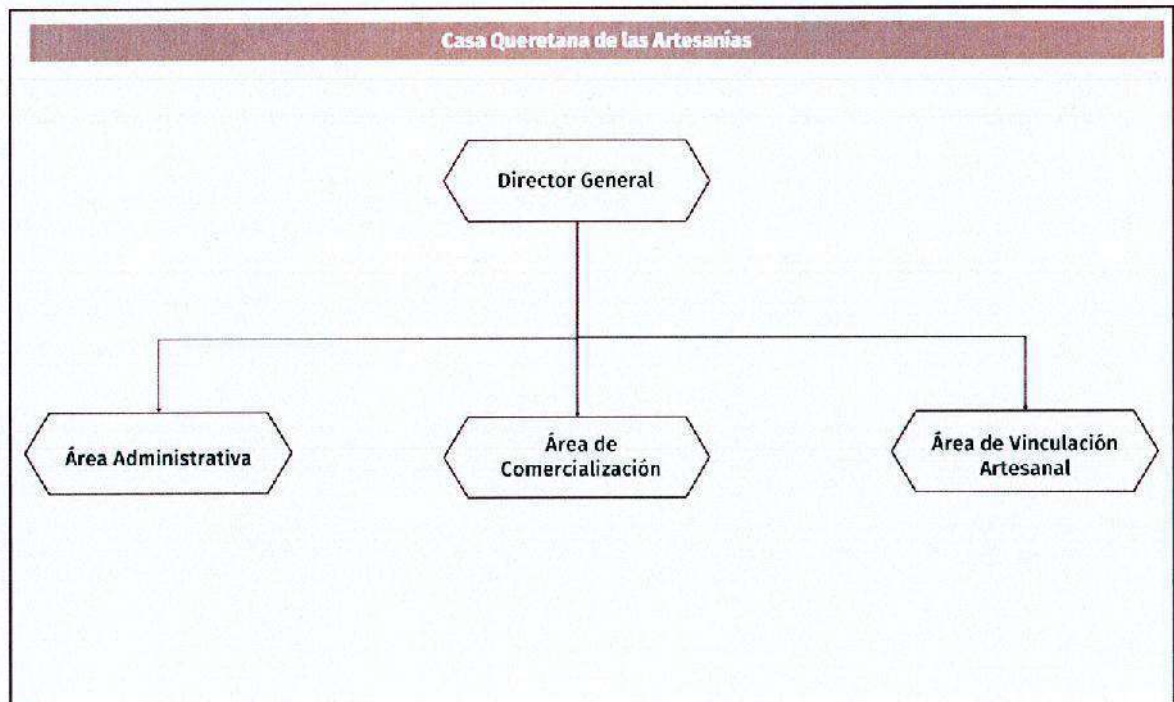 Casa Queretana de las Artesanías
Director General
Área Administrativa
Área de
Comercialización
Área de Vinculación
Artesanal